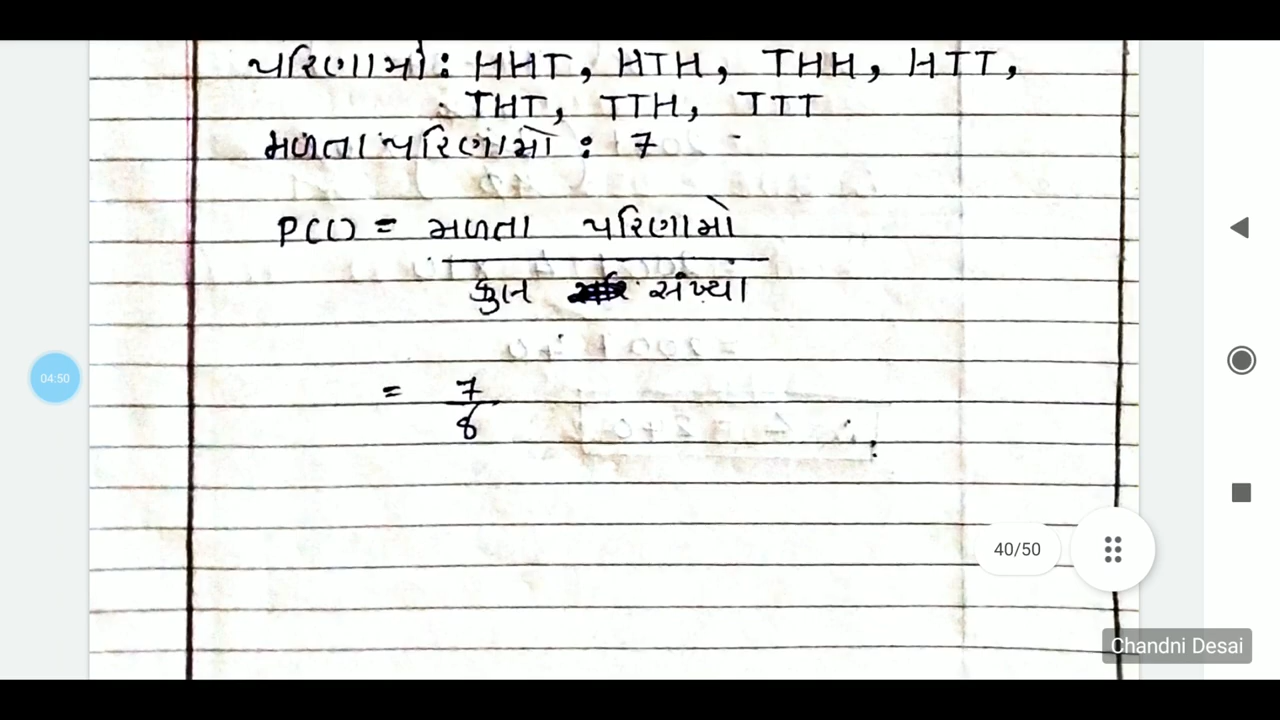 પરિણામો : HHT, HTH, THH, HTT,
THT, TTH, TTT
મળતા પરિણામો : 7
P(C) = મળતા પરિણામો
કુલ સંખ્યા
= 7
8
04:50
40/50
Chandni Desai